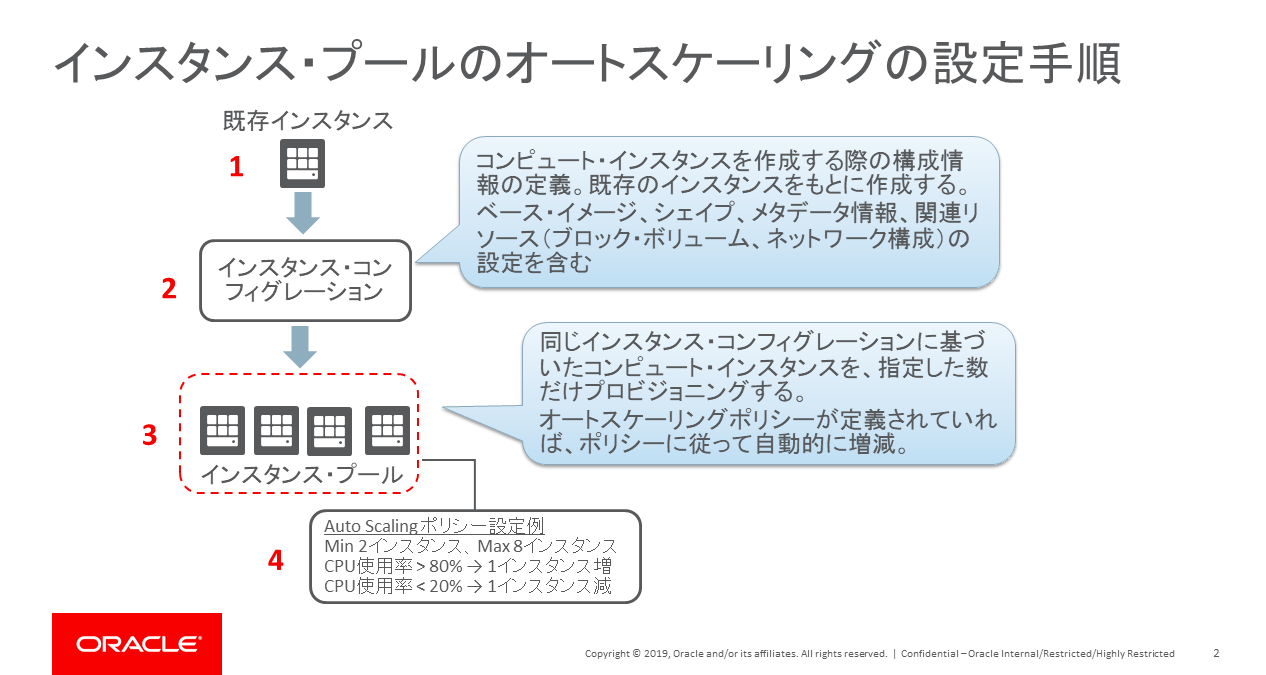 インスタンス・プールのオートスケーリングの設定手順
既存インスタンス
1
コンピュート・インスタンスを作成する際の構成情
報の定義。既存のインスタンスをもとに作成する。
ベース・イメージ、シェイプ、メタデータ情報、関連リ
ソース（ブロック・ボリューム、ネットワーク構成）の
設定を含む
2
インスタンス・コン
フィグレーション
同じインスタンス・コンフィグレーションに基づ
いたコンピュート・インスタンスを、指定した数
だけプロビジョニングする。
オートスケーリングポリシーが定義されていれ
ば、ポリシーに従って自動的に増減。
3
インスタンス・プール
4
Auto Scalingポリシー設定例
Min 2インスタンス、Max 8インスタンス
CPU使用率 > 80% → 1インスタンス増
CPU使用率 < 20% → 1インスタンス減
ORACLE®
Copyright © 2019, Oracle and/or its affiliates. All rights reserved. | Confidential – Oracle Internal/Restricted/Highly Restricted
2